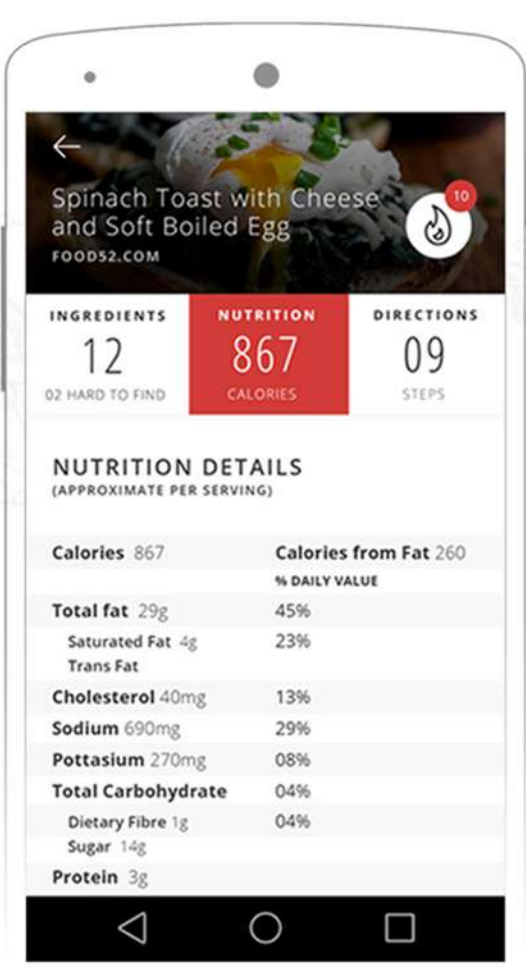 Spinach Toast with Cheese
and Soft Boiled Egg
FOOD52.COM
10
INGREDIENTS
12
02 HARD TO FIND
NUTRITION
867
CALORIES
DIRECTIONS
09
STEPS
NUTRITION DETAILS
(APPROXIMATE PER SERVING)
Calories 867 Calories from Fat 260
% DAILY VALUE
Total fat 29g 45%
Saturated Fat 4g 23%
Trans Fat
Cholesterol 40mg 13%
Sodium 690mg 29%
Pottasium 270mg 08%
Total Carbohydrate 04%
Dietary Fibre 1g 04%
Sugar 14g
Protein 3g